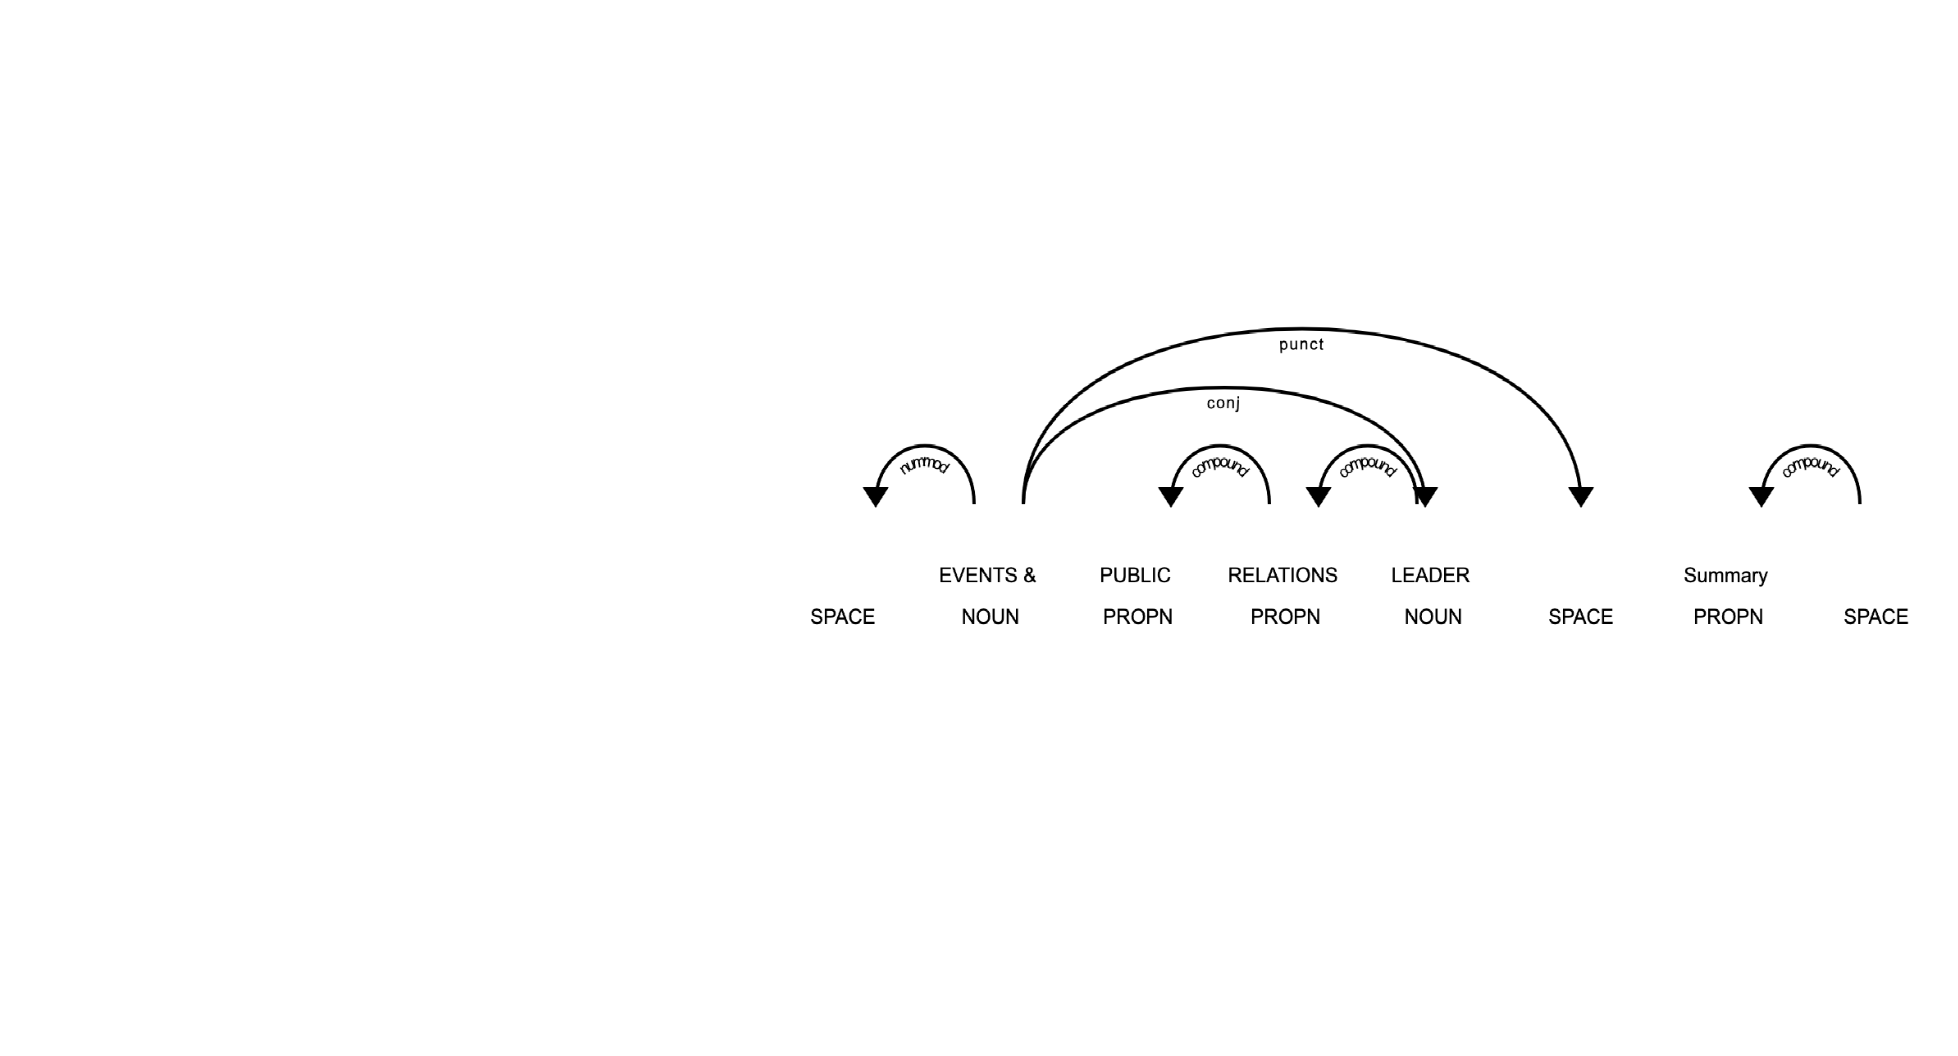 punct
conj
nummod compound compound compound
EVENTS & PUBLIC RELATIONS LEADER Summary
SPACE NOUN PROPN PROPN NOUN SPACE PROPN SPACE